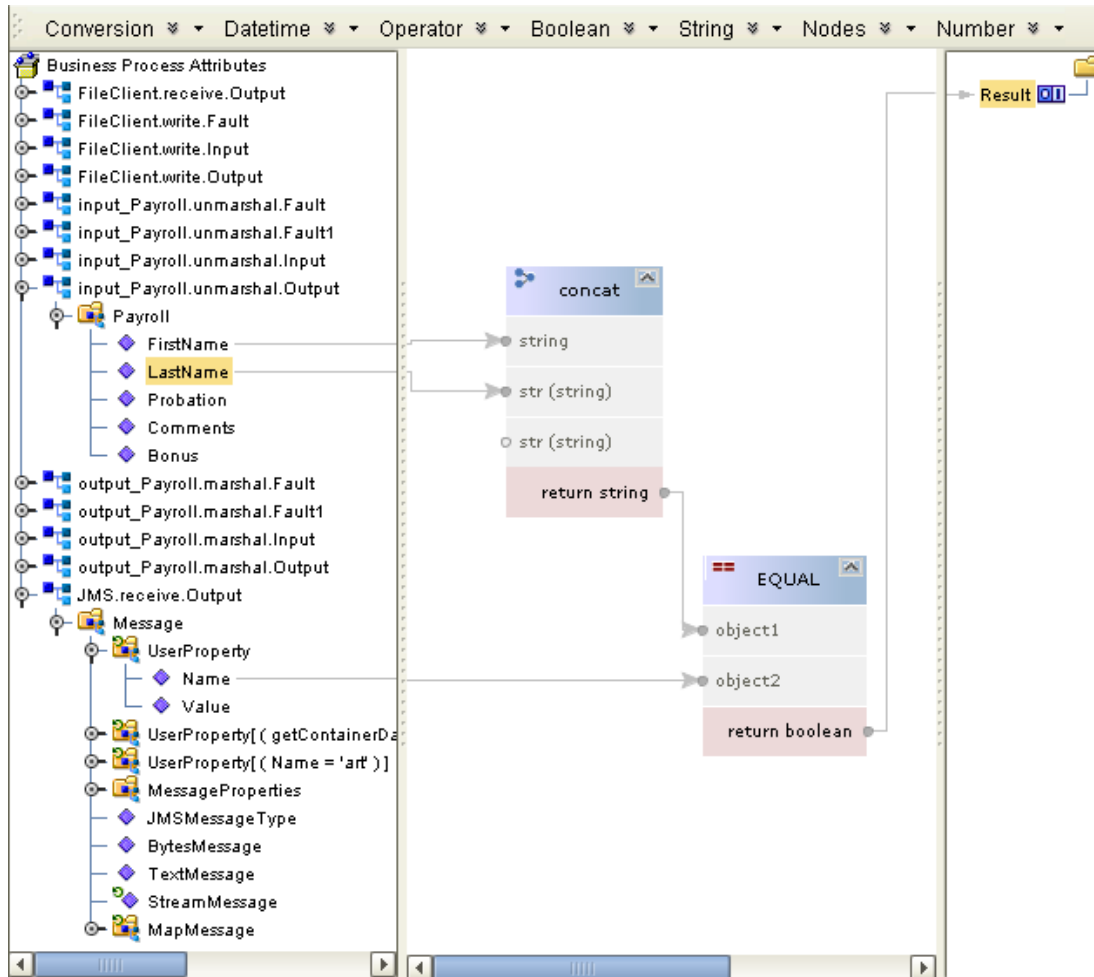 Conversion Datetime Operator Boolean String Nodes Number
Business Process Attributes
FileClient.receive.Output
FileClient.write.Fault
FileClient.write.Input
FileClient.write.Output
input_Payroll.unmarshal.Fault
input_Payroll.unmarshal.Fault1
input_Payroll.unmarshal.Input
input_Payroll.unmarshal.Output
Payroll
FirstName
LastName
Probation
Comments
Bonus
output_Payroll.marshal.Fault
output_Payroll.marshal.Fault1
output_Payroll.marshal.Input
output_Payroll.marshal.Output
JMS.receive.Output
Message
UserProperty
Name
Value
UserProperty[ ( getContainerDa
UserProperty[ ( Name = 'art' ) ]
MessageProperties
JMSMessageType
BytesMessage
TextMessage
StreamMessage
MapMessage
concat
string
str (string)
str (string)
return string
EQUAL
object1
object2
return boolean
Result